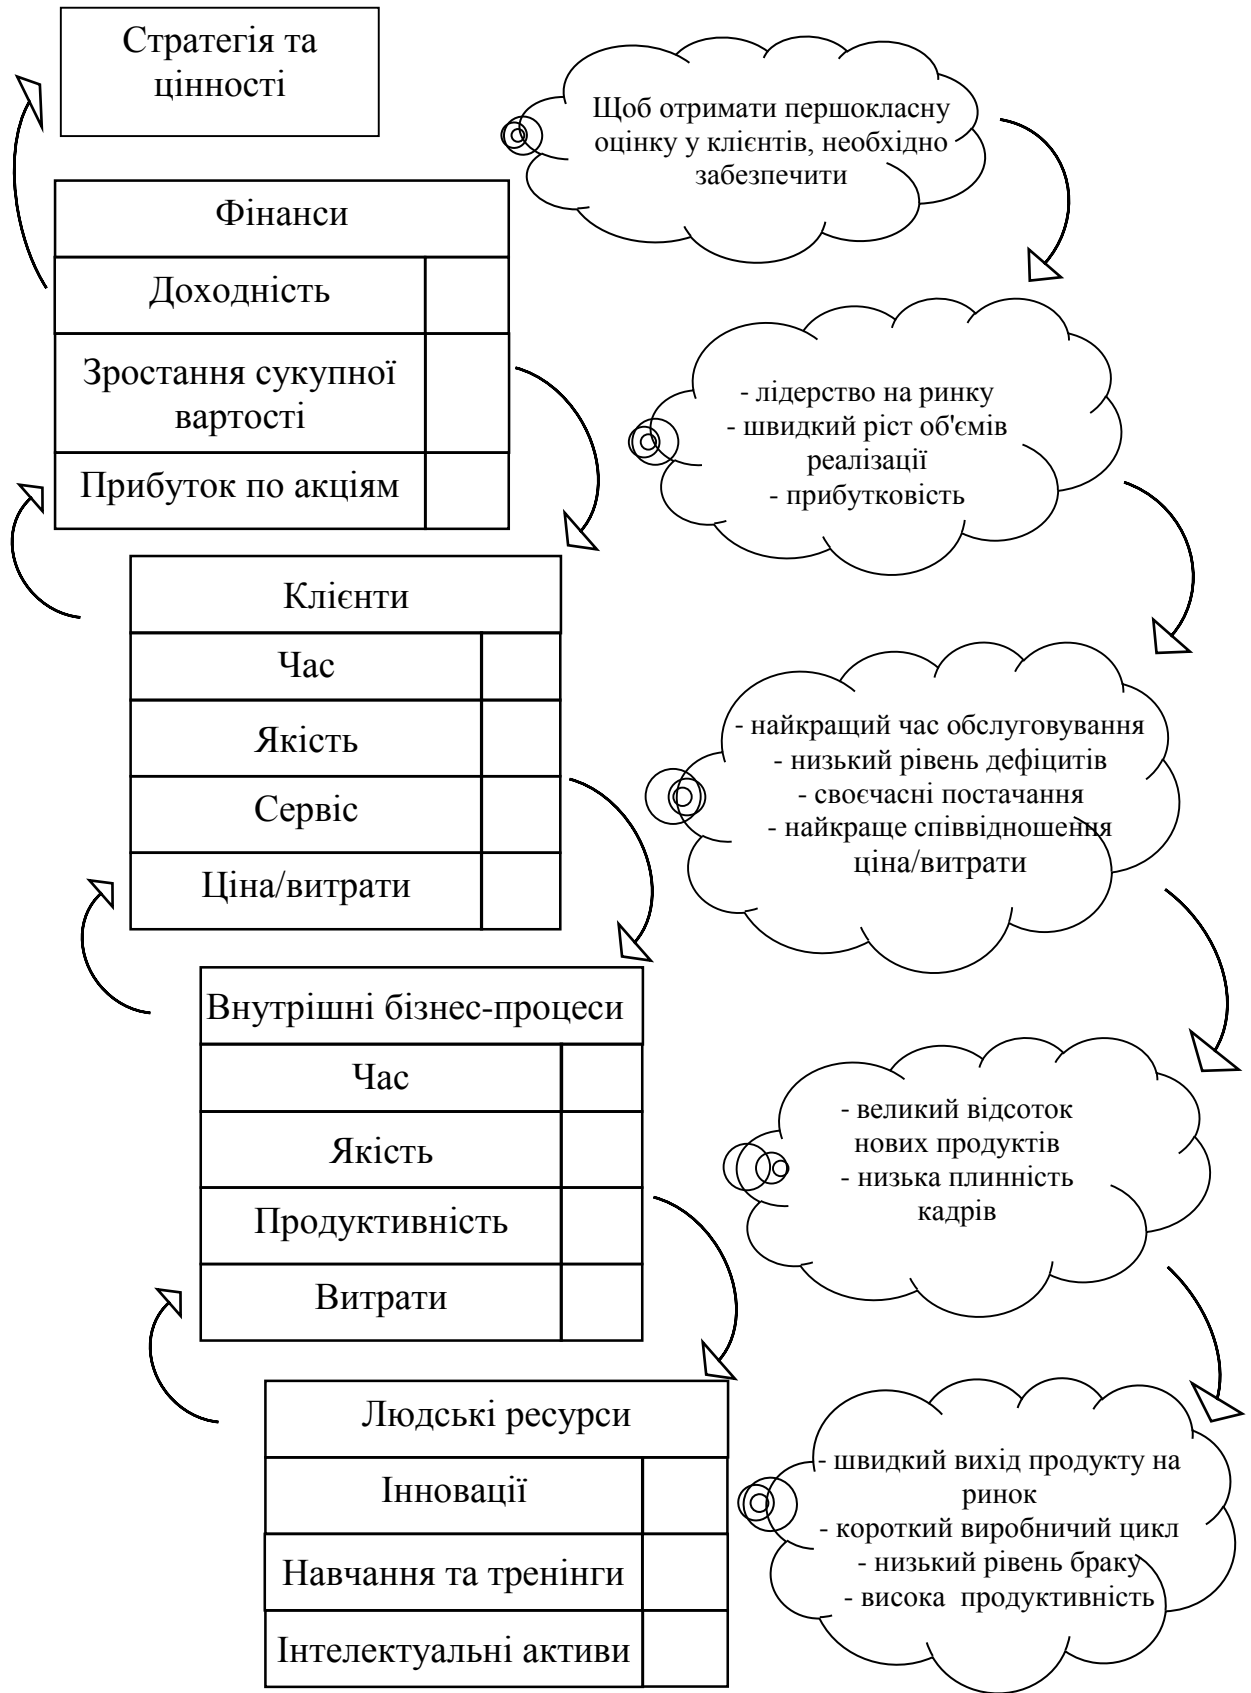 Стратегія та
цінності
Фінанси
Доходність
Зростання сукупної
вартості
Прибуток по акціям
Клієнти
Час
Якість
Сервіс
Ціна/витрати
Внутрішні бізнес-процеси
Час
Якість
Продуктивність
Витрати
Людські ресурси
Інновації
Навчання та тренінги
Інтелектуальні активи
Щоб отримати першокласну
оцінку у клієнтів, необхідно
забезпечити
- лідерство на ринку
- швидкий ріст об'ємів
реалізації
- прибутковість
- найкращий час обслуговування
- низький рівень дефіцитів
- своєчасні постачання
- найкраще співвідношення
ціна/витрати
- великий відсоток
нових продуктів
- низька плинність
кадрів
- швидкий вихід продукту на
ринок
- короткий виробничий цикл
- низький рівень браку
- висока  продуктивність